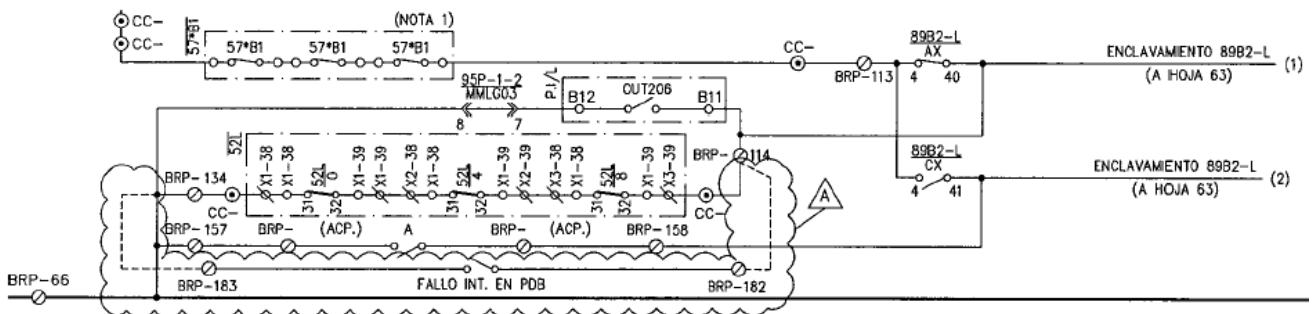 CC-
CC-
57*B1
(NOTA 1)
57*B1 57*B1 57*B1
CC-
BRP-113
89B2-L
AX
4 40
ENCLAVAMIENTO 89B2-L (1)
(A HOJA 63)
95P-1-2
MMLG03
8 7
P.I/L
B12 OUT206 B11
52L
BRP-114
89B2-L
CX
4 41
ENCLAVAMIENTO 89B2-L (2)
(A HOJA 63)
BRP-134
CC-
X1-38
X1-38
31
52L
0
32
X1-39
X1-39
X2-38
X1-38
31
52L
4
32
X1-39
X2-39
X3-38
X1-38
31
52L
8
32
X1-39
X3-39
CC-
A
BRP-157 BRP- (ACP.) A BRP- (ACP.) BRP-158
BRP-66
BRP-183 FALLO INT. EN PDB BRP-182